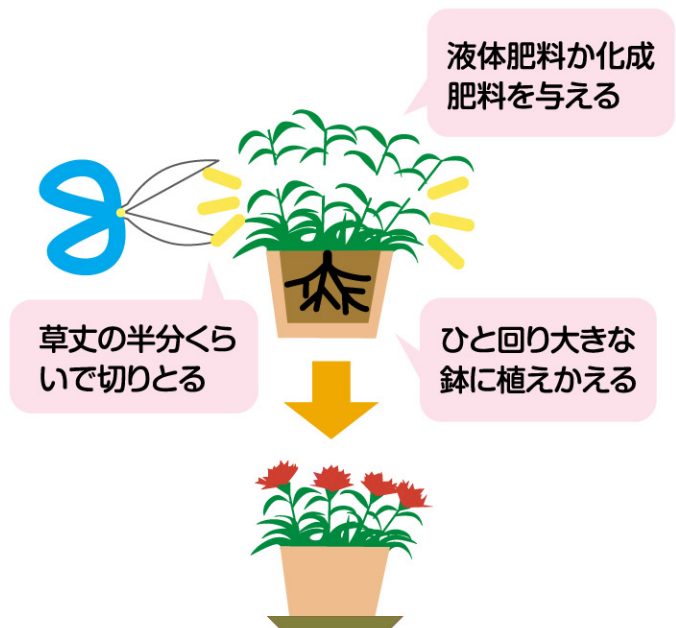 液体肥料か化成
肥料を与える
草丈の半分くら
いで切りとる
ひと回り大きな
鉢に植えかえる